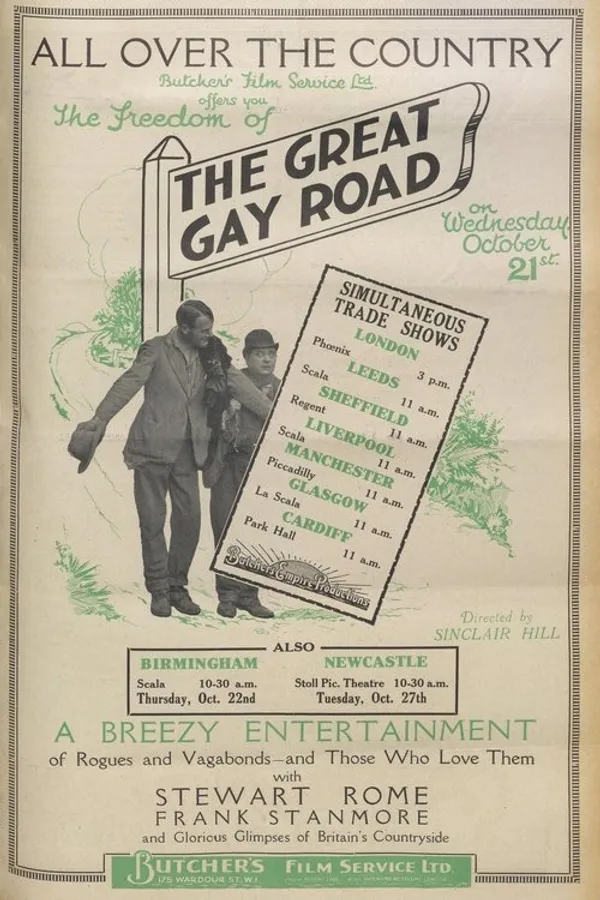 ALL OVER THE COUNTRY
Butcher's Film Service Ltd.
offers you
The Freedom of
THE GREAT
GAY ROAD
on
Wednesday
October
21st.
SIMULTANEOUS
TRADE SHOWS
LONDON
Phœnix 3 p.m.
LEEDS
Scala 11 a.m.
SHEFFIELD
Regent 11 a.m.
LIVERPOOL
Scala 11 a.m.
MANCHESTER
Piccadilly 11 a.m.
GLASGOW
La Scala 11 a.m.
CARDIFF
Park Hall 11 a.m.
Butcher's Empire Productions
Directed by
SINCLAIR HILL
ALSO
BIRMINGHAM
Scala 10-30 a.m.
Thursday, Oct. 22nd
NEWCASTLE
Stoll Pic. Theatre 10-30 a.m.
Tuesday, Oct. 27th
A BREEZY ENTERTAINMENT
of Rogues and Vagabonds—and Those Who Love Them
with
STEWART ROME
FRANK STANMORE
and Glorious Glimpses of Britain's Countryside
BUTCHER'S FILM SERVICE LTD.
175 WARDOUR ST. W.1.